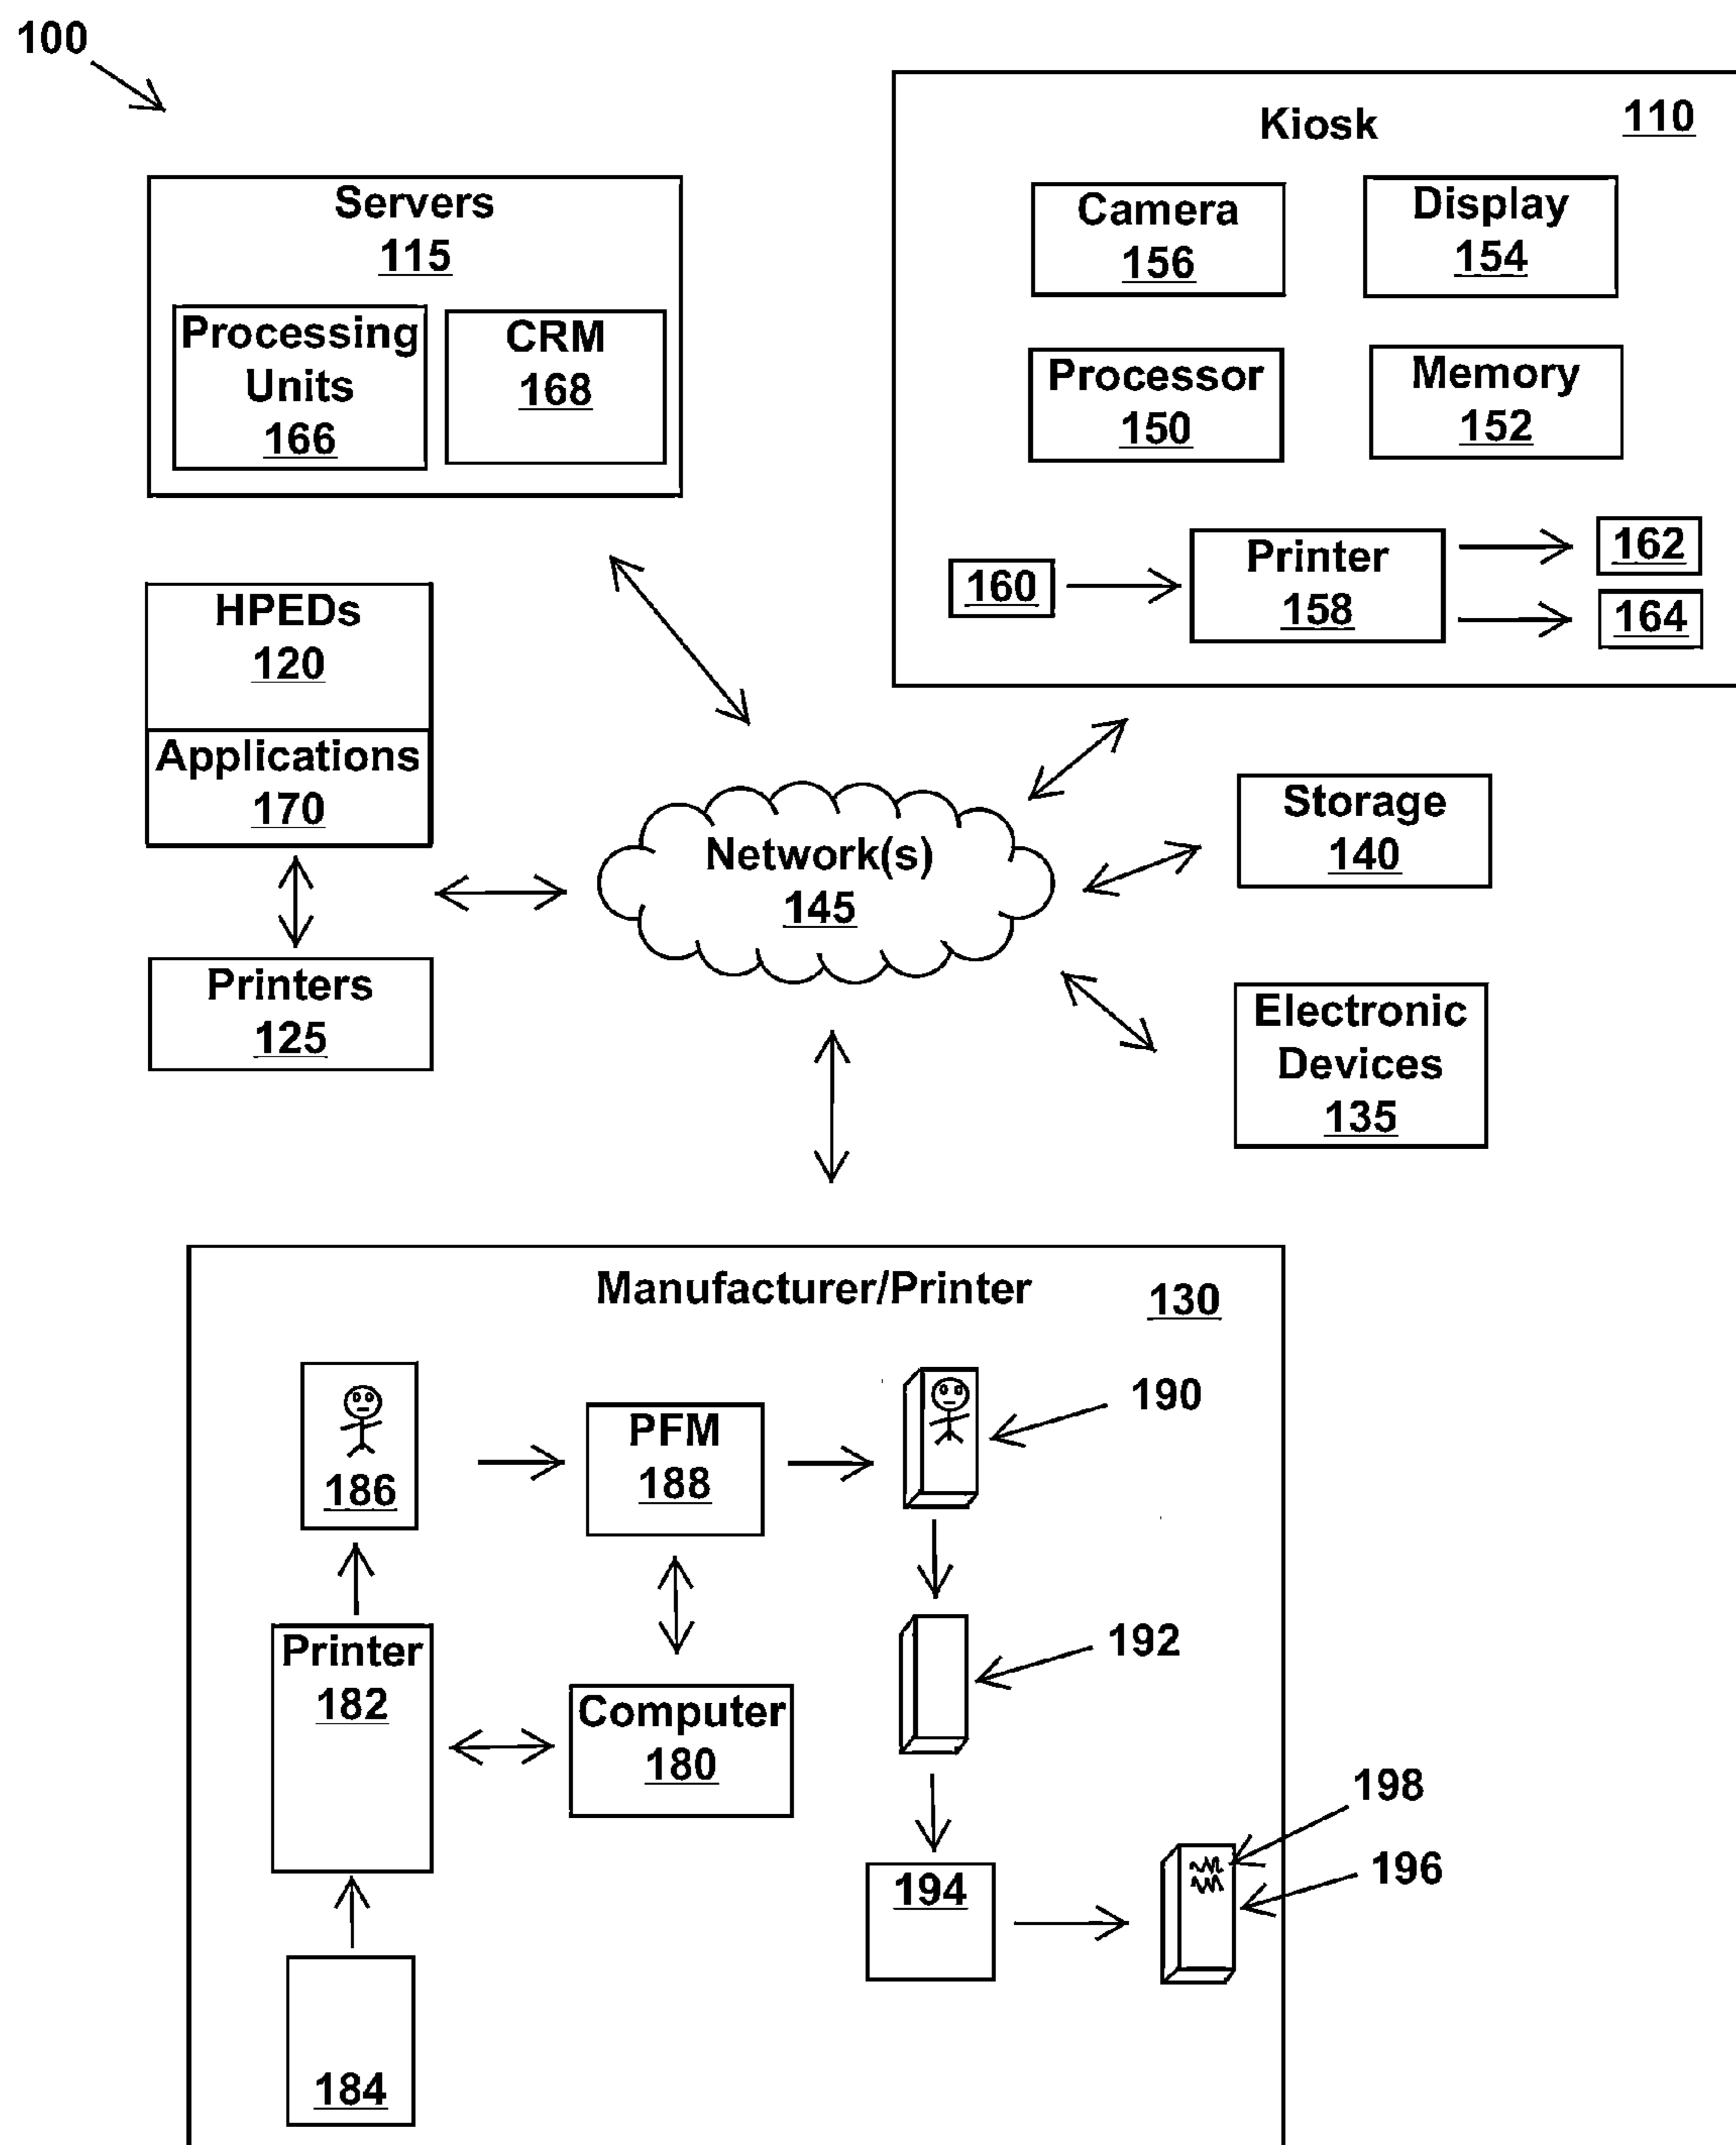 100
Kiosk 110
Servers
115
Processing
Units
166
CRM
168
Camera
156
Display
154
Processor
150
Memory
152
160
Printer
158
162
164
HPEDs
120
Applications
170
Network(s)
145
Storage
140
Printers
125
Electronic
Devices
135
Manufacturer/Printer 130
186
PFM
188
190
Printer
182
Computer
180
192
198
196
194
184